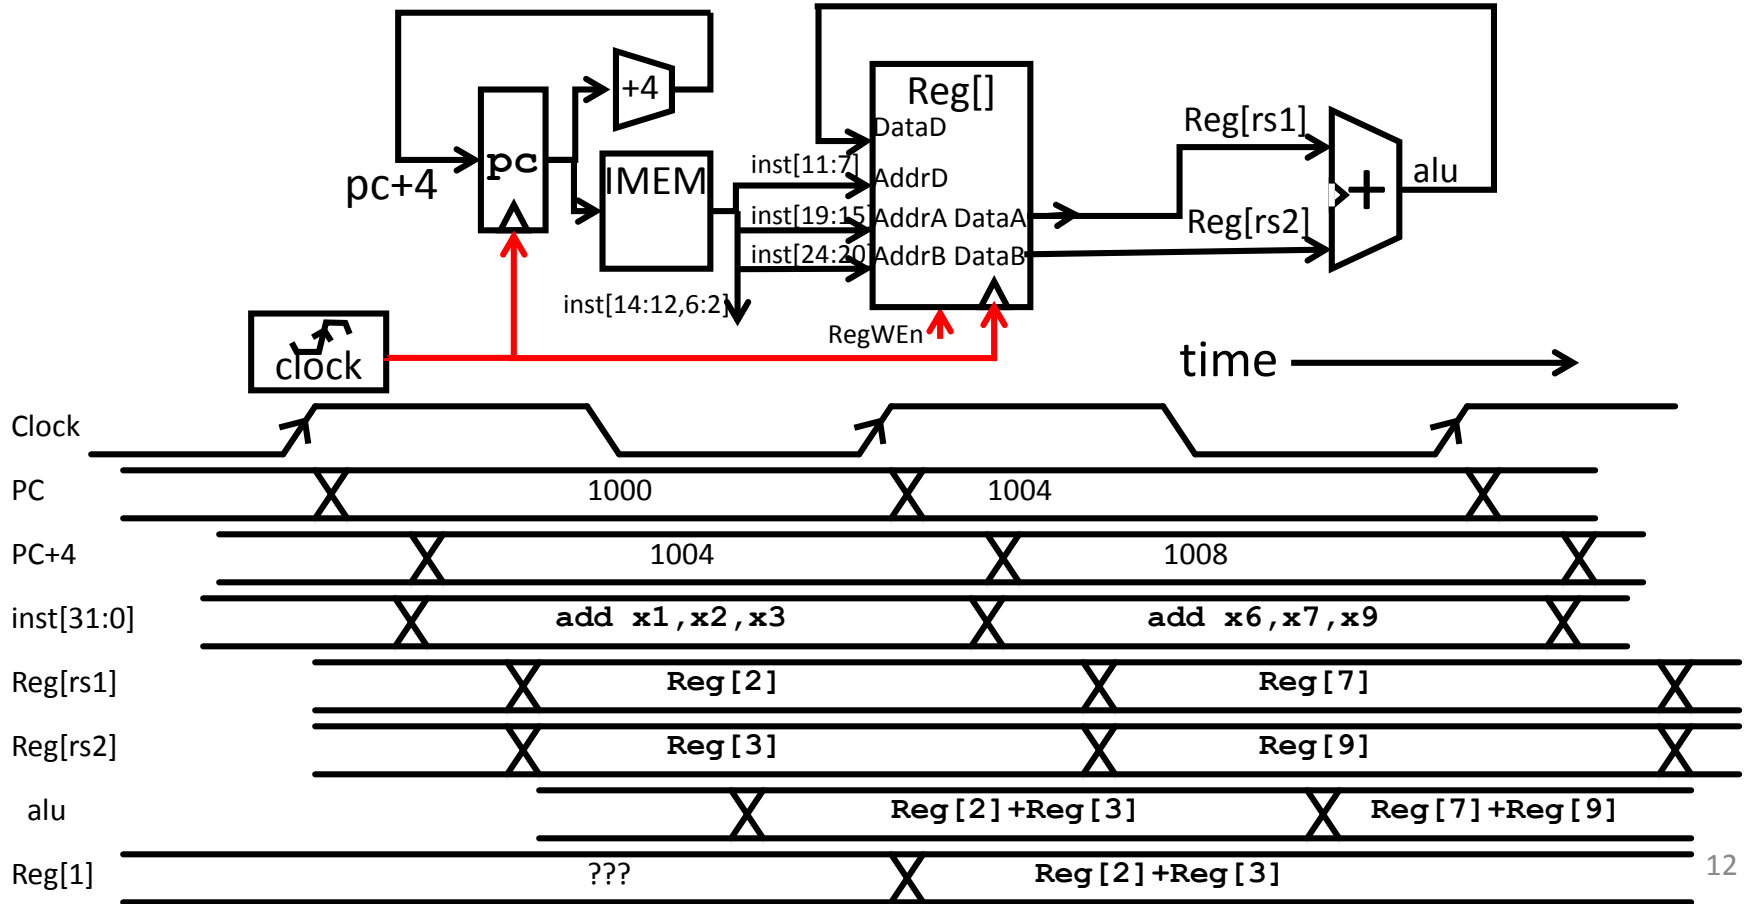 +4
Reg[]
DataD
Reg[rs1]
pc
IMEM
inst[11:7]
AddrD
alu
pc+4
+
inst[19:15]
AddrA DataA
Reg[rs2]
inst[24:20]
AddrB DataB
inst[14:12,6:2]
RegWEn
clock
time
Clock
PC 1000 1004
PC+4 1004 1008
inst[31:0] add x1,x2,x3 add x6,x7,x9
Reg[rs1] Reg[2] Reg[7]
Reg[rs2] Reg[3] Reg[9]
alu Reg[2]+Reg[3] Reg[7]+Reg[9]
Reg[1] ??? Reg[2]+Reg[3]
12